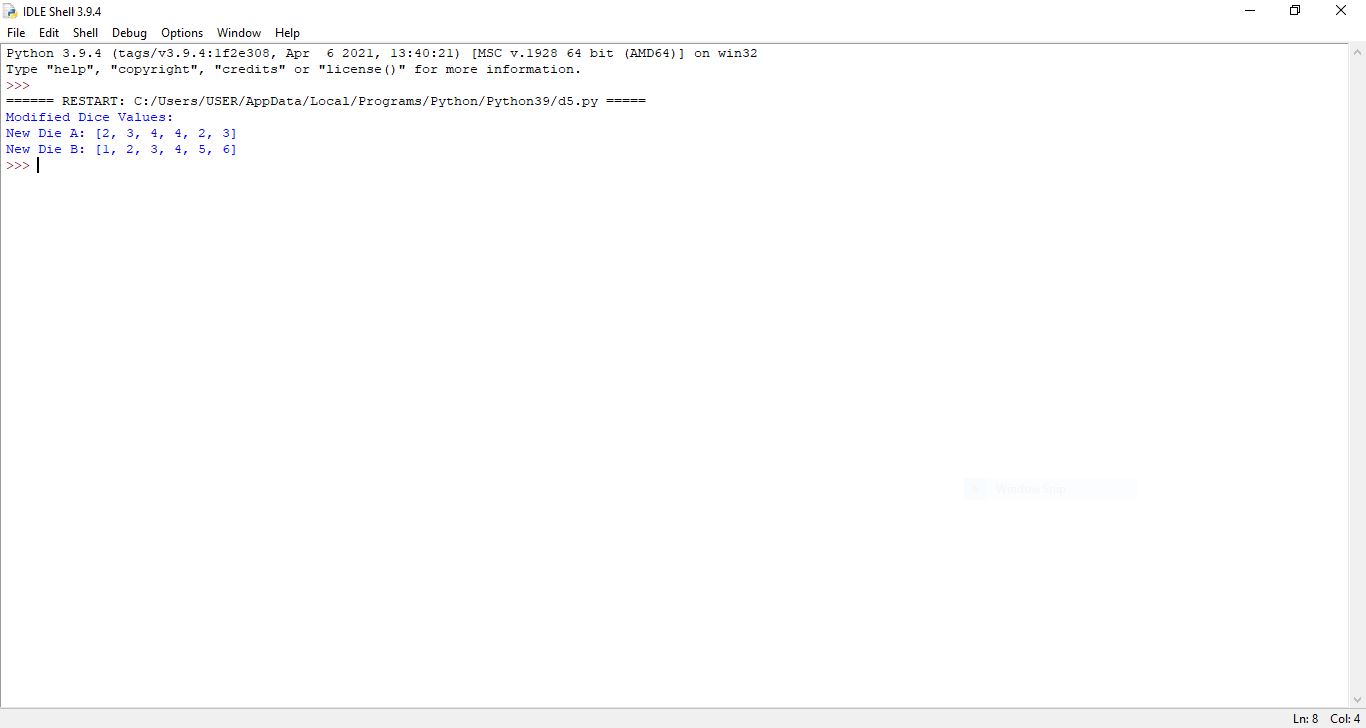 IDLE Shell 3.9.4
File Edit Shell Debug Options Window Help
Python 3.9.4 (tags/v3.9.4:1f2e308, Apr  6 2021, 13:40:21) [MSC v.1928 64 bit (AMD64)] on win32
Type "help", "copyright", "credits" or "license()" for more information.
>>>
====== RESTART: C:/Users/USER/AppData/Local/Programs/Python/Python39/d5.py =====
Modified Dice Values:
New Die A: [2, 3, 4, 4, 2, 3]
New Die B: [1, 2, 3, 4, 5, 6]
>>>
Window Snip
Ln: 8 Col: 4